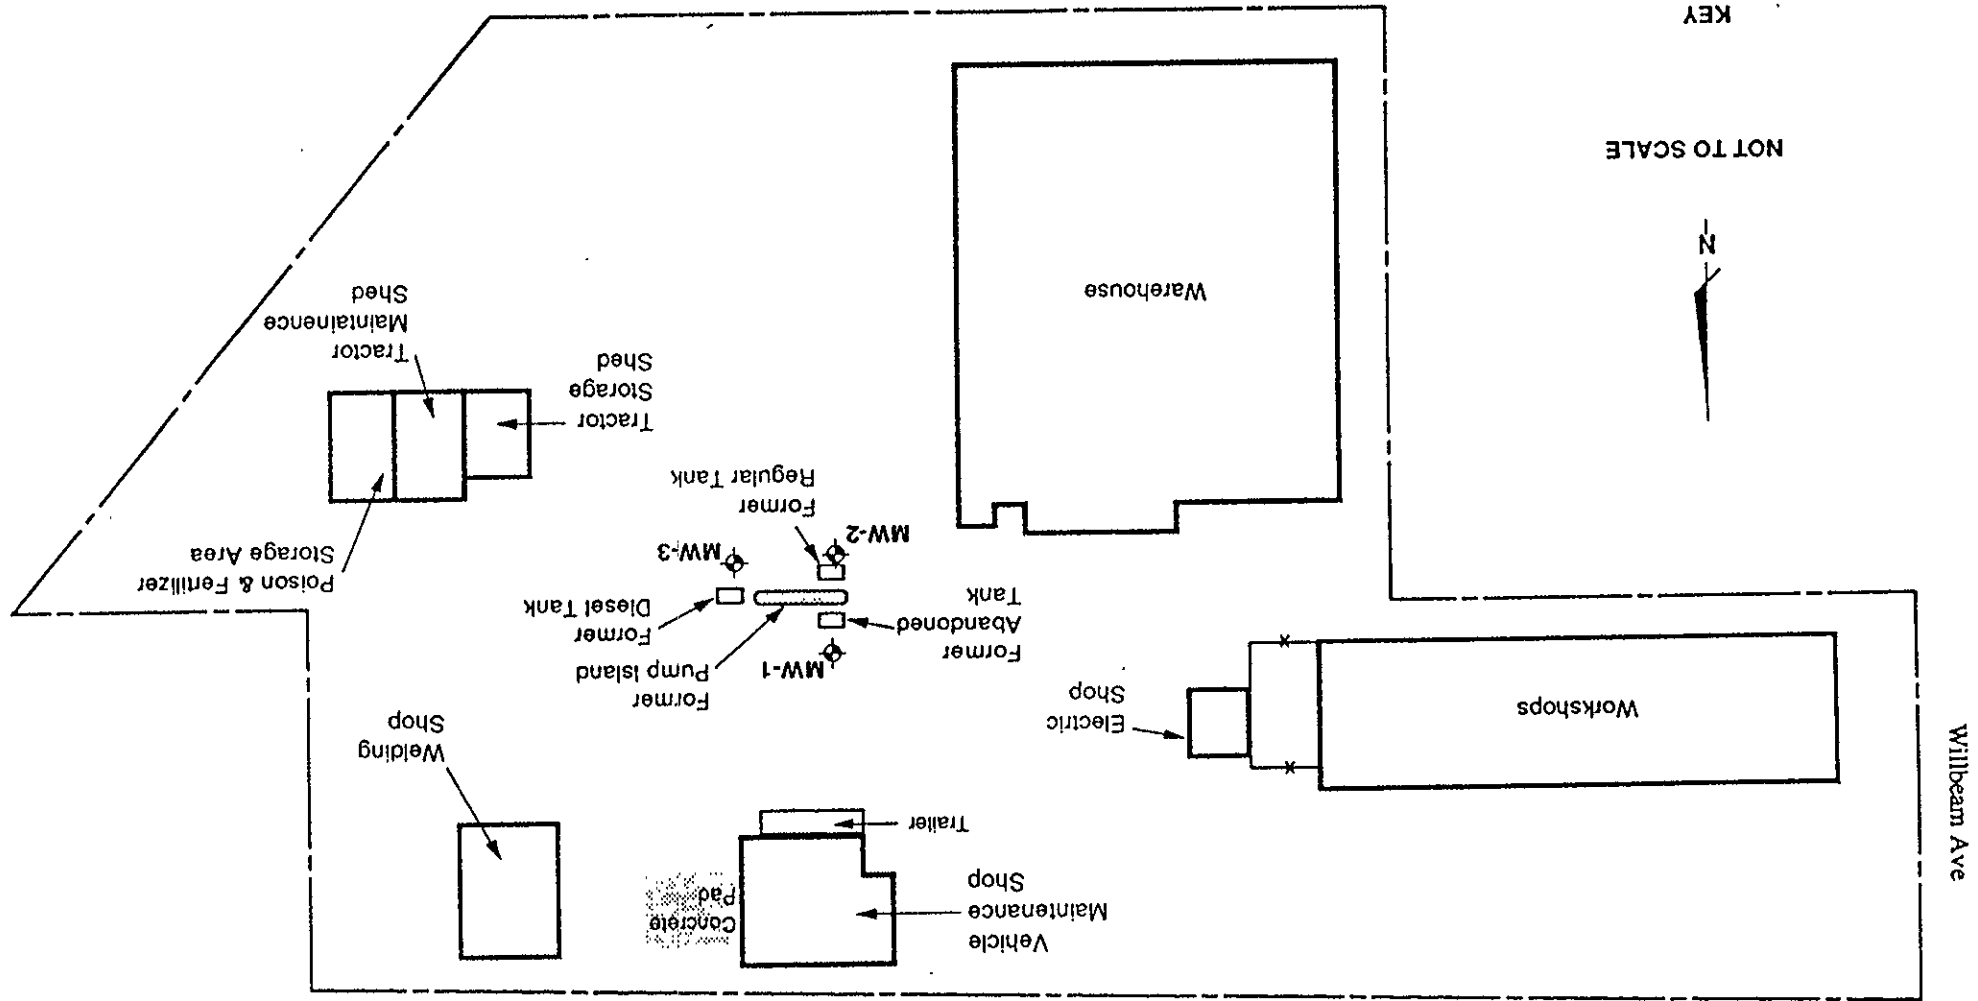 Vehicle
Maintenance
Shop
Concrete
Pad
Trailer
Welding
Shop
Willbeam Ave
Workshops
Electric
Shop
Former
Pump Island
MW-1
Former
Abandoned
Tank
Former
Diesel Tank
MW-2
MW-3
Former
Regular Tank
Poison & Fertilizer
Storage Area
Tractor
Storage
Shed
Tractor
Maintainence
Shed
Warehouse
N
NOT TO SCALE
KEY